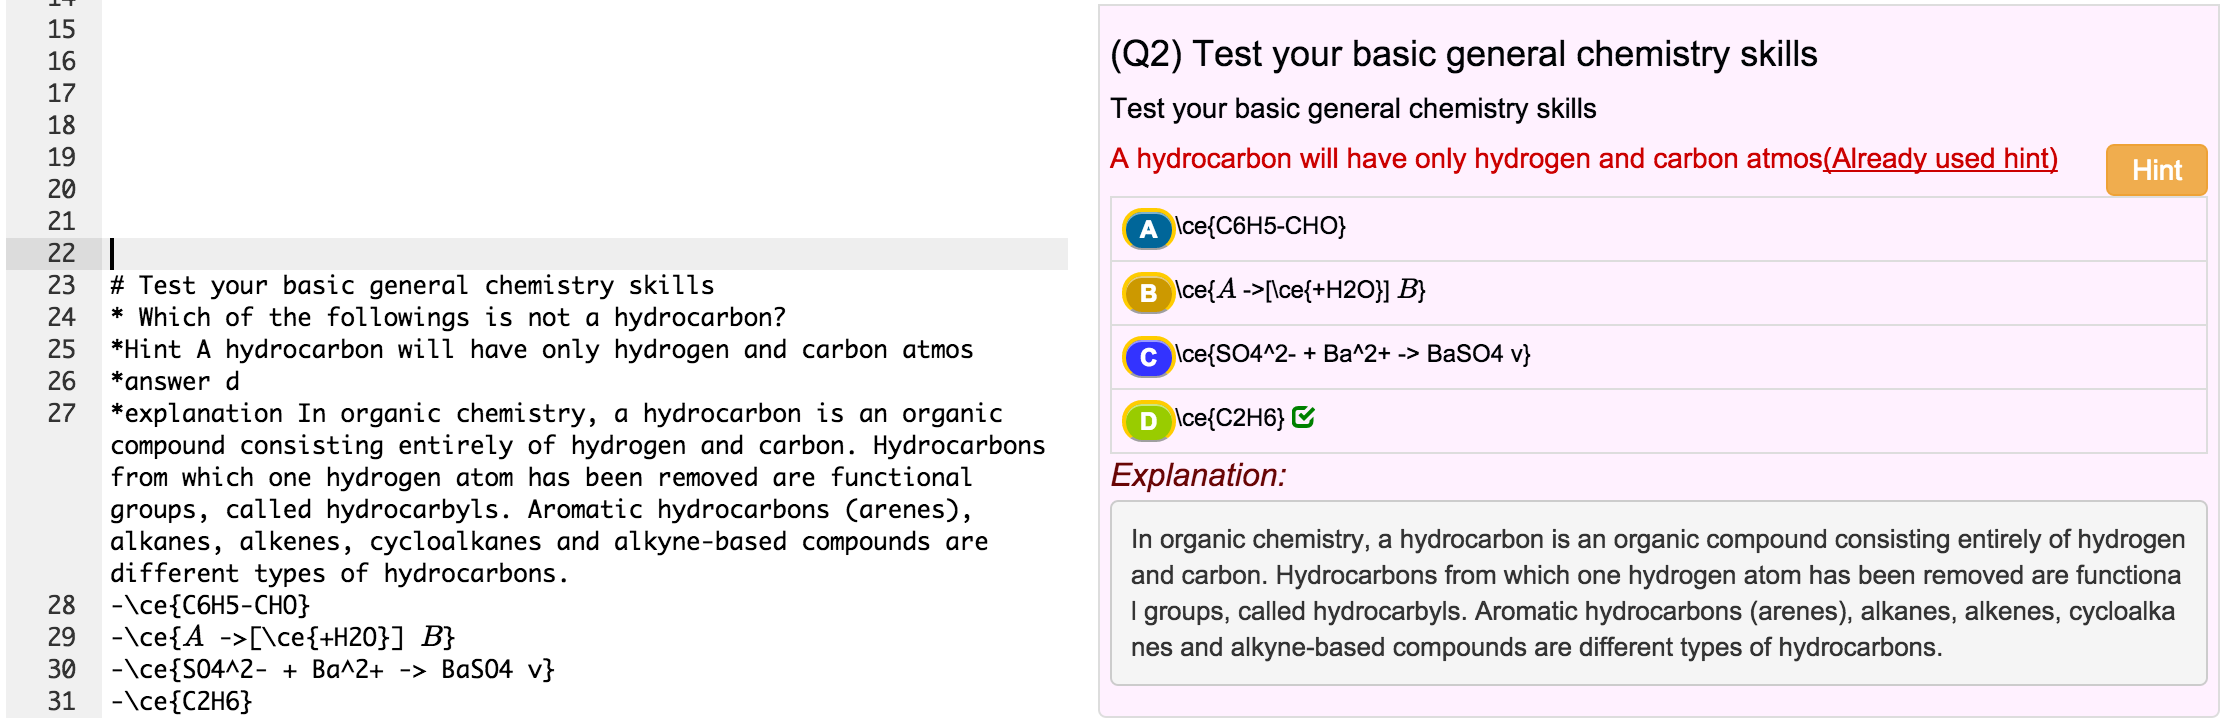 14
15
16
17
18
19
20
21
22
23 # Test your basic general chemistry skills
24 * Which of the followings is not a hydrocarbon?
25 *Hint A hydrocarbon will have only hydrogen and carbon atmos
26 *answer d
27 *explanation In organic chemistry, a hydrocarbon is an organic
compound consisting entirely of hydrogen and carbon. Hydrocarbons
from which one hydrogen atom has been removed are functional
groups, called hydrocarbyls. Aromatic hydrocarbons (arenes),
alkanes, alkenes, cycloalkanes and alkyne-based compounds are
different types of hydrocarbons.
28 -\ce{C6H5-CHO}
29 -\ce{A ->[\ce{+H2O}] B}
30 -\ce{SO4^2- + Ba^2+ -> BaSO4 v}
31 -\ce{C2H6}
(Q2) Test your basic general chemistry skills
Test your basic general chemistry skills
A hydrocarbon will have only hydrogen and carbon atmos(Already used hint)
Hint
A \ce{C6H5-CHO}
B \ce{A ->[\ce{+H2O}] B}
C \ce{SO4^2- + Ba^2+ -> BaSO4 v}
D \ce{C2H6}
Explanation:
In organic chemistry, a hydrocarbon is an organic compound consisting entirely of hydrogen
and carbon. Hydrocarbons from which one hydrogen atom has been removed are functiona
l groups, called hydrocarbyls. Aromatic hydrocarbons (arenes), alkanes, alkenes, cycloalka
nes and alkyne-based compounds are different types of hydrocarbons.